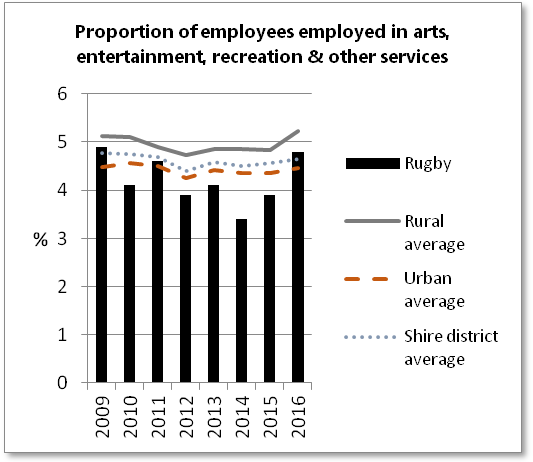 Proportion of employees employed in arts,
entertainment, recreation & other services
6
5
4
3
2
1
0
%
2009
2010
2011
2012
2013
2014
2015
2016
Rugby
Rural
average
Urban
average
Shire district
average